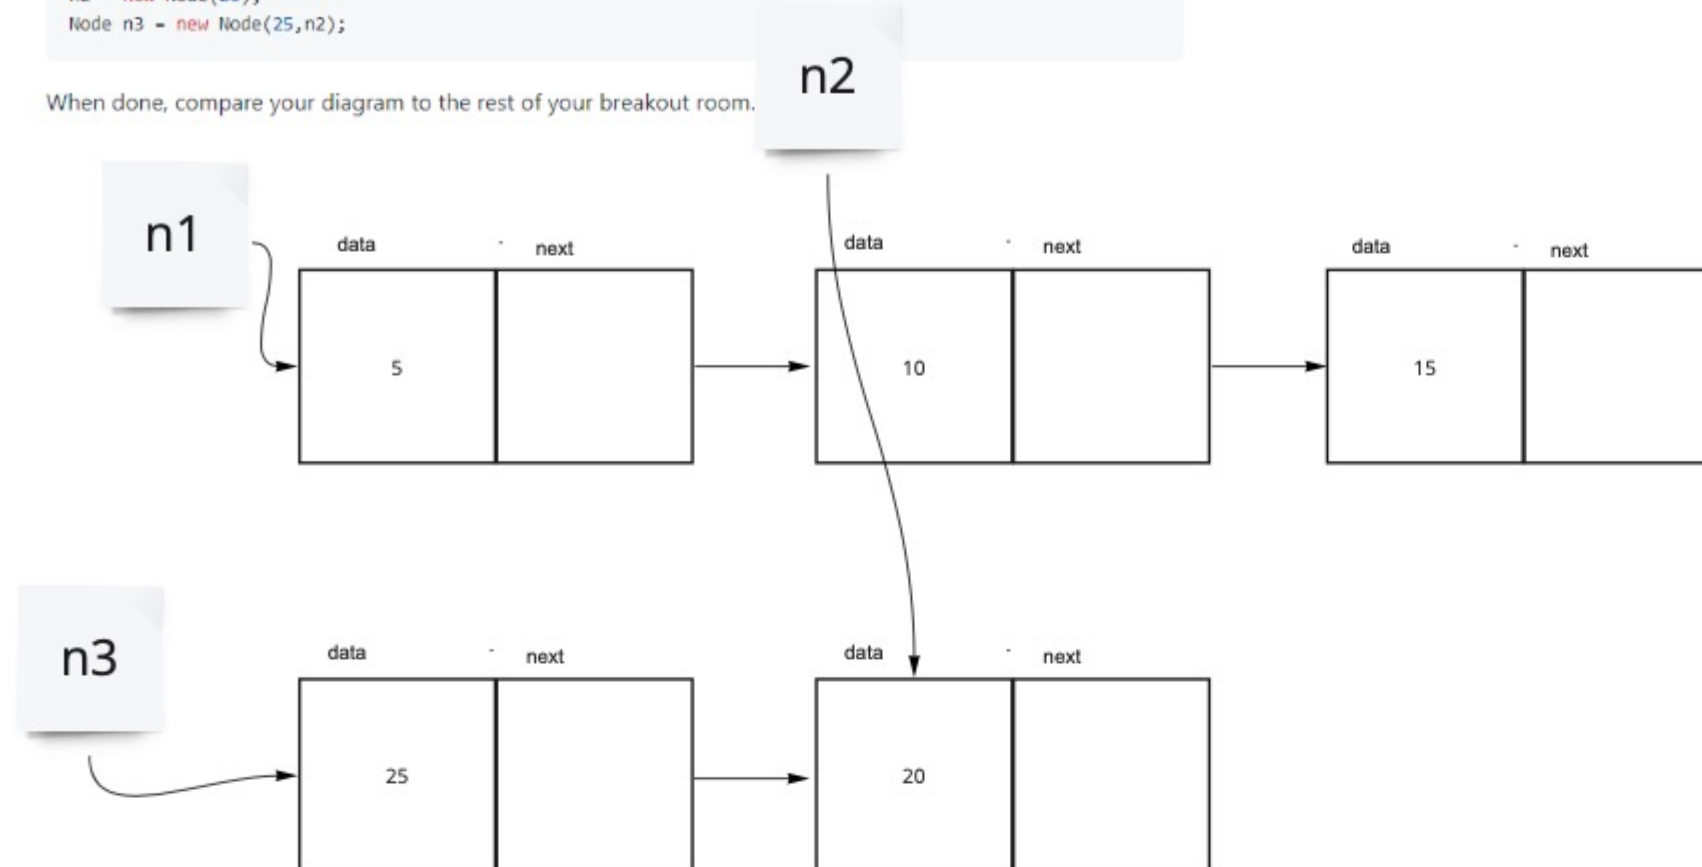 Node n3 = new Node(25,n2);
n2
When done, compare your diagram to the rest of your breakout room.
n1
data next
data next
data next
5
10
15
n3
data next
data next
25
20